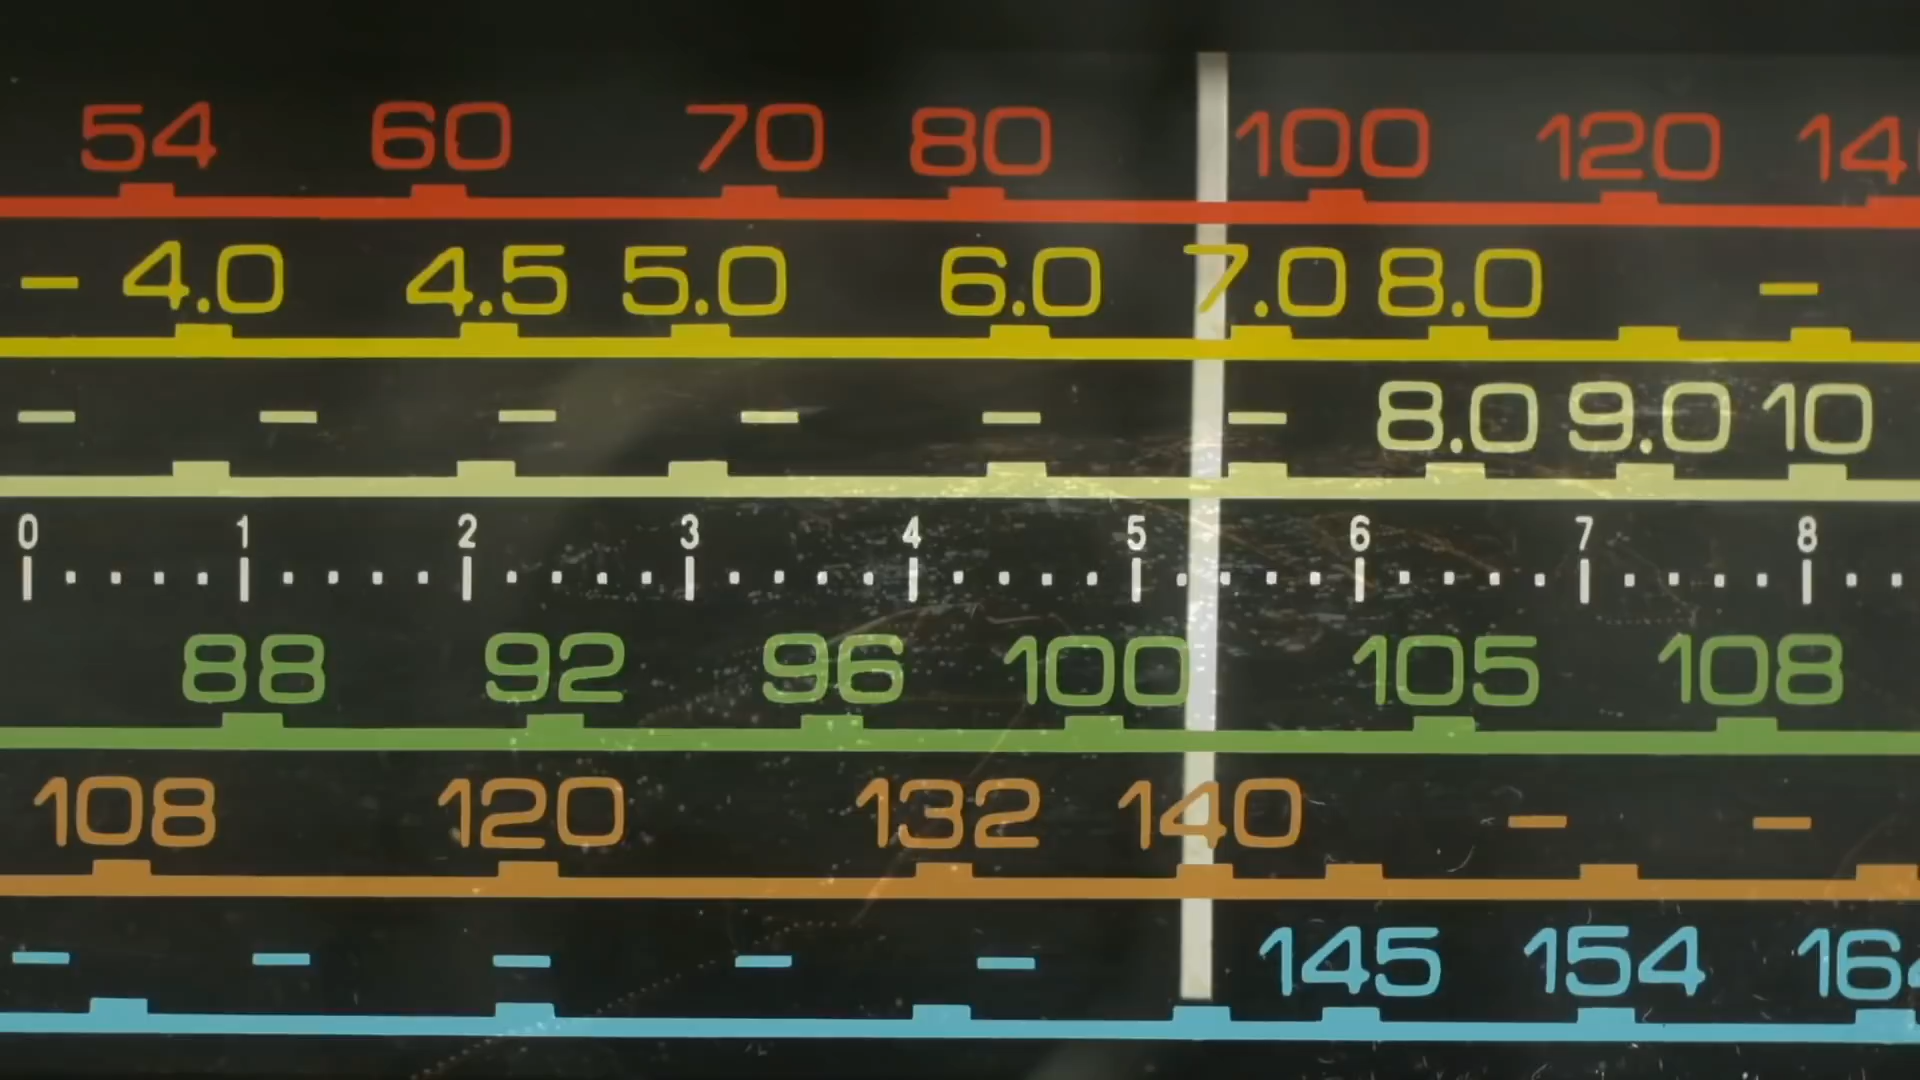 54 60 70 80 100 120 14
- 4.0 4.5 5.0 6.0 7.0 8.0 -
- - - - - - 8.0 9.0 10
0 1 2 3 4 5 6 7 8
88 92 96 100 105 108
108 120 132 140 - -
- - - - - 145 154 164